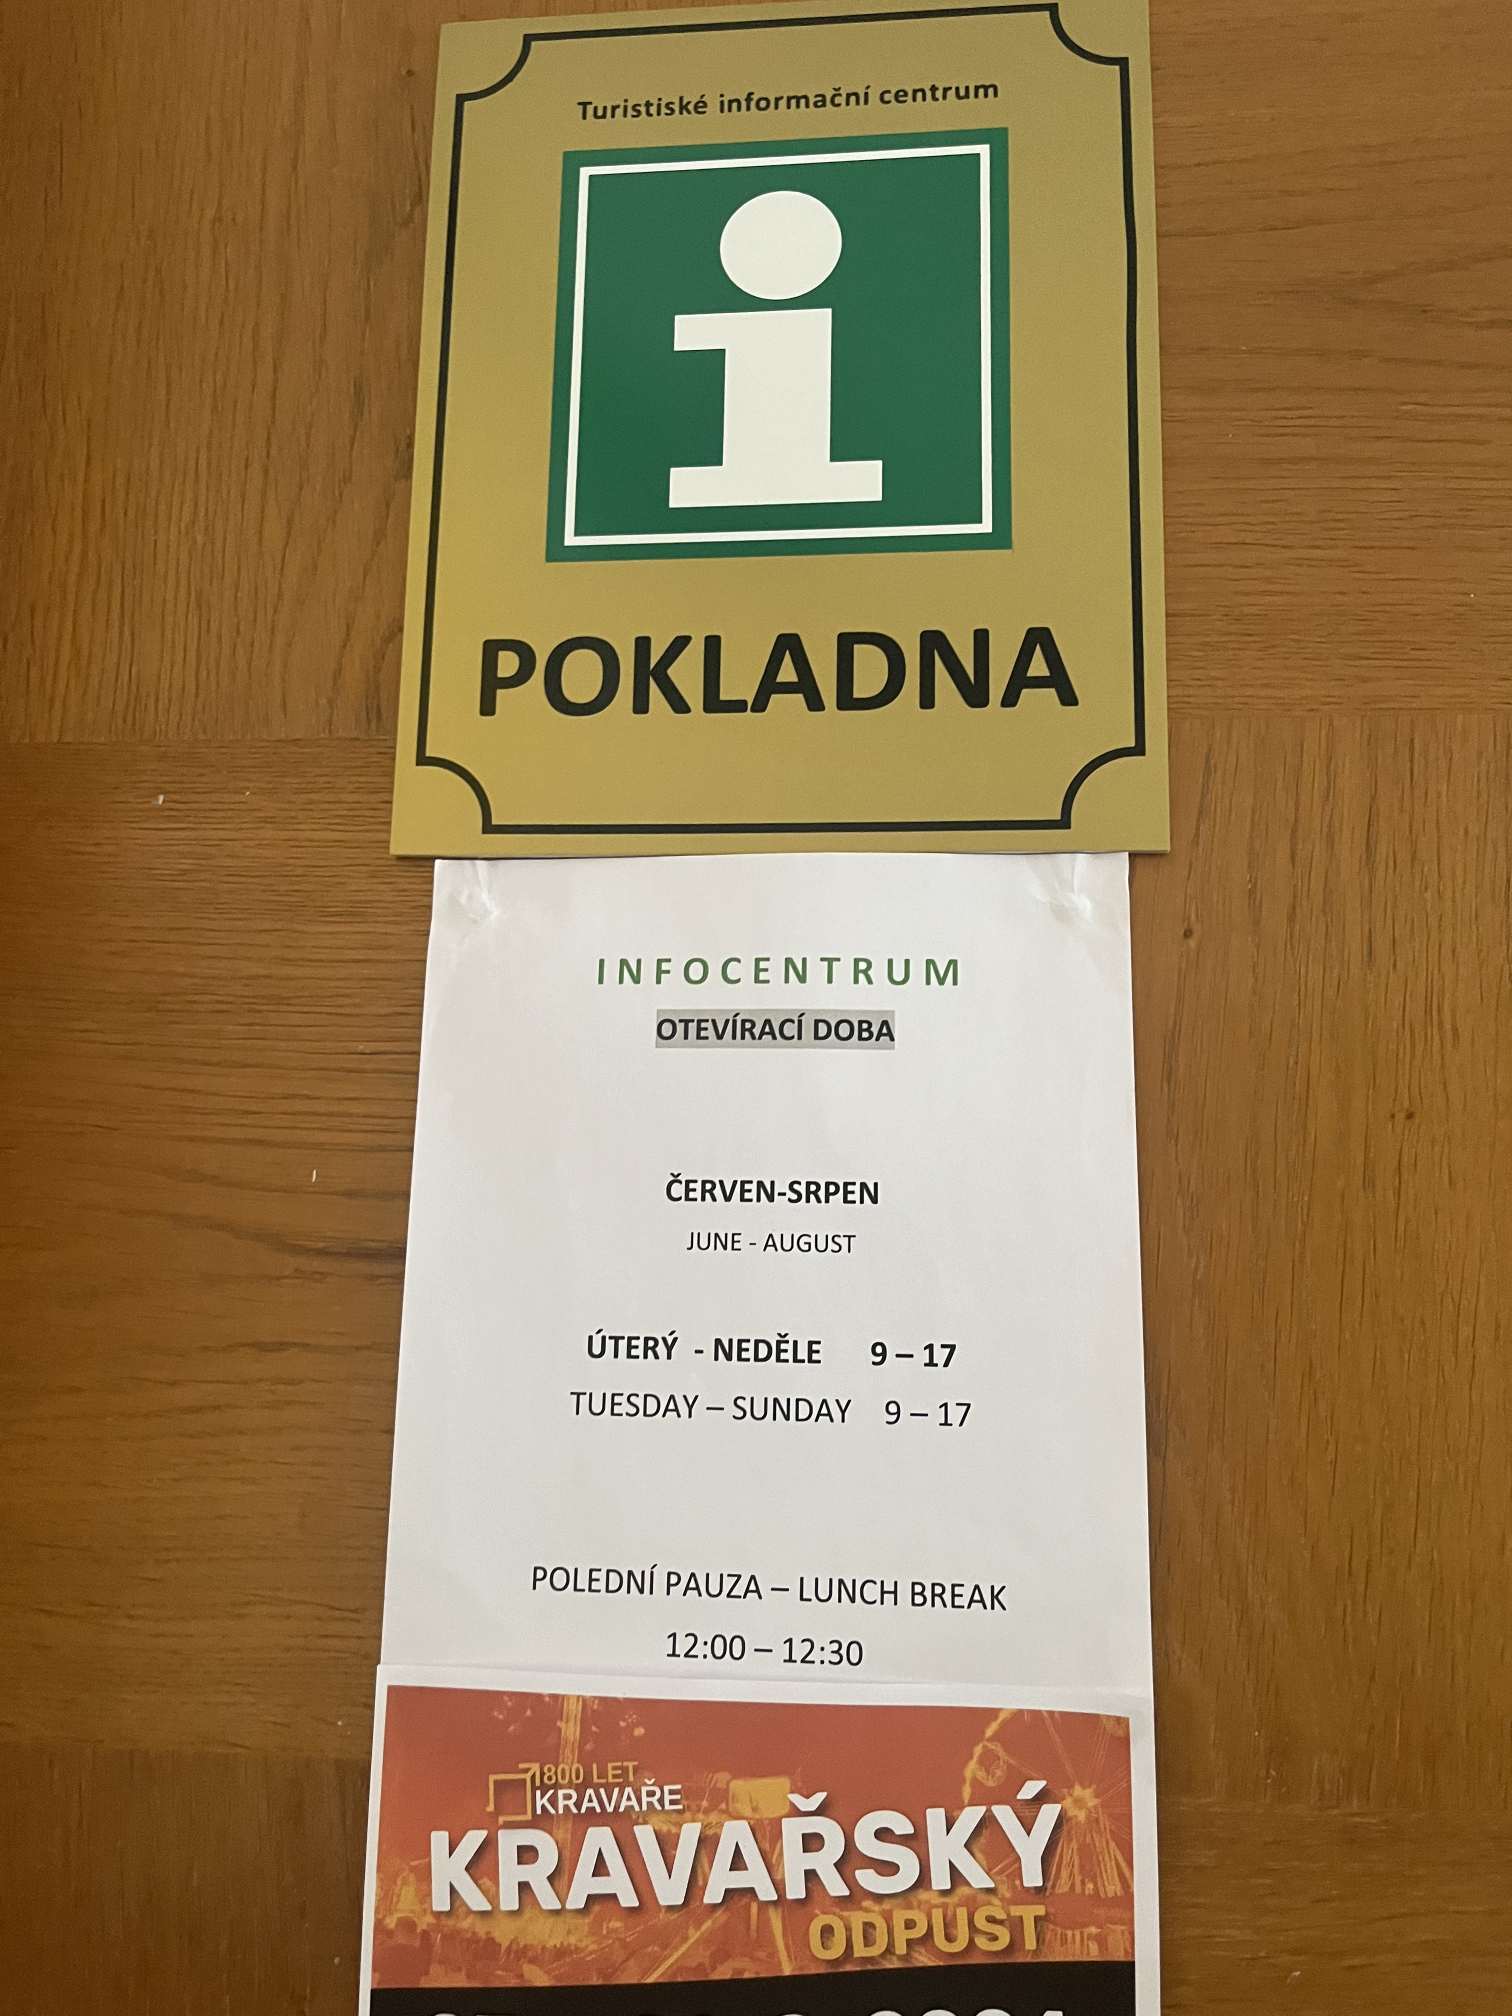 Turistiské informační centrum
i
POKLADNA
INFOCENTRUM
OTEVÍRACÍ DOBA
ČERVEN-SRPEN
JUNE - AUGUST
ÚTERÝ - NEDĚLE 9 – 17
TUESDAY – SUNDAY 9 – 17
POLEDNÍ PAUZA – LUNCH BREAK
12:00 – 12:30
800 LET
KRAVAŘE
KRAVAŘSKÝ
ODPUST